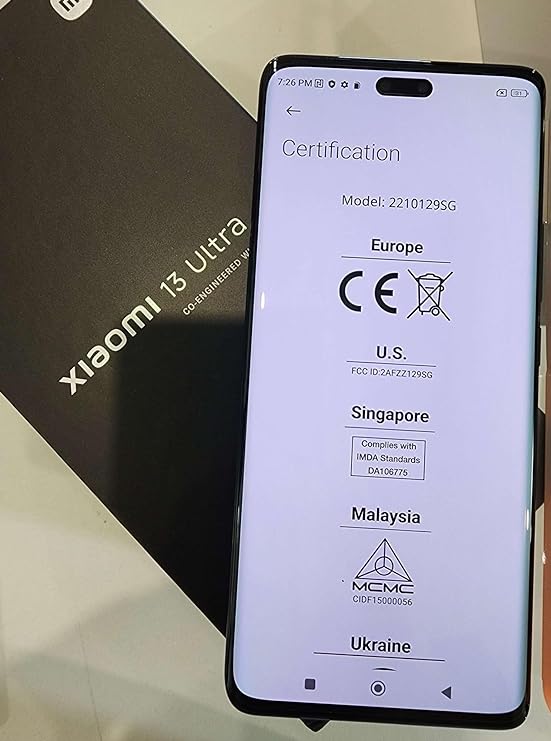 xiaomi 13 Ultra
CO-ENGINEERED
7:26 PM
91
Certification
Model: 2210129SG
Europe
CE
U.S.
FCC ID:2AFZZ129SG
Singapore
Complies with
IMDA Standards
DA106775
Malaysia
MCMC
CIDF15000056
Ukraine